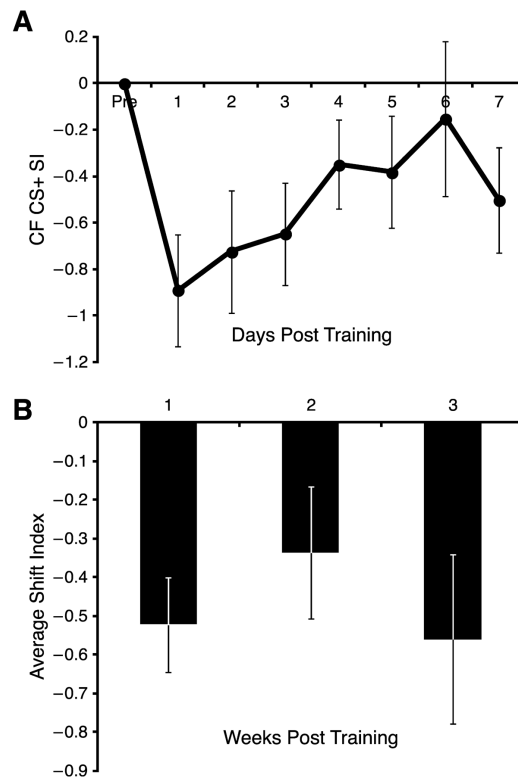 A
0.2
0
Pre 1 2 3 4 5 6 7
−0.2
−0.4
−0.6
−0.8
−1
−1.2
CF CS+ SI
Days Post Training
B
1 2 3
0
−0.1
−0.2
−0.3
−0.4
−0.5
−0.6
−0.7
−0.8
−0.9
Average Shift Index
Weeks Post Training